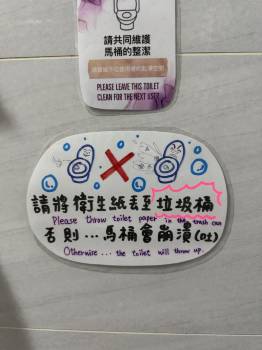 請共同維護
馬桶的整潔
PLEASE LEAVE THIS TOILET
CLEAN FOR THE NEXT USER
請將衛生紙丟至垃圾桶
Please throw toilet paper in the trash can
否則...馬桶會崩潰(吐)
Otherwise... the toilet will throw up.